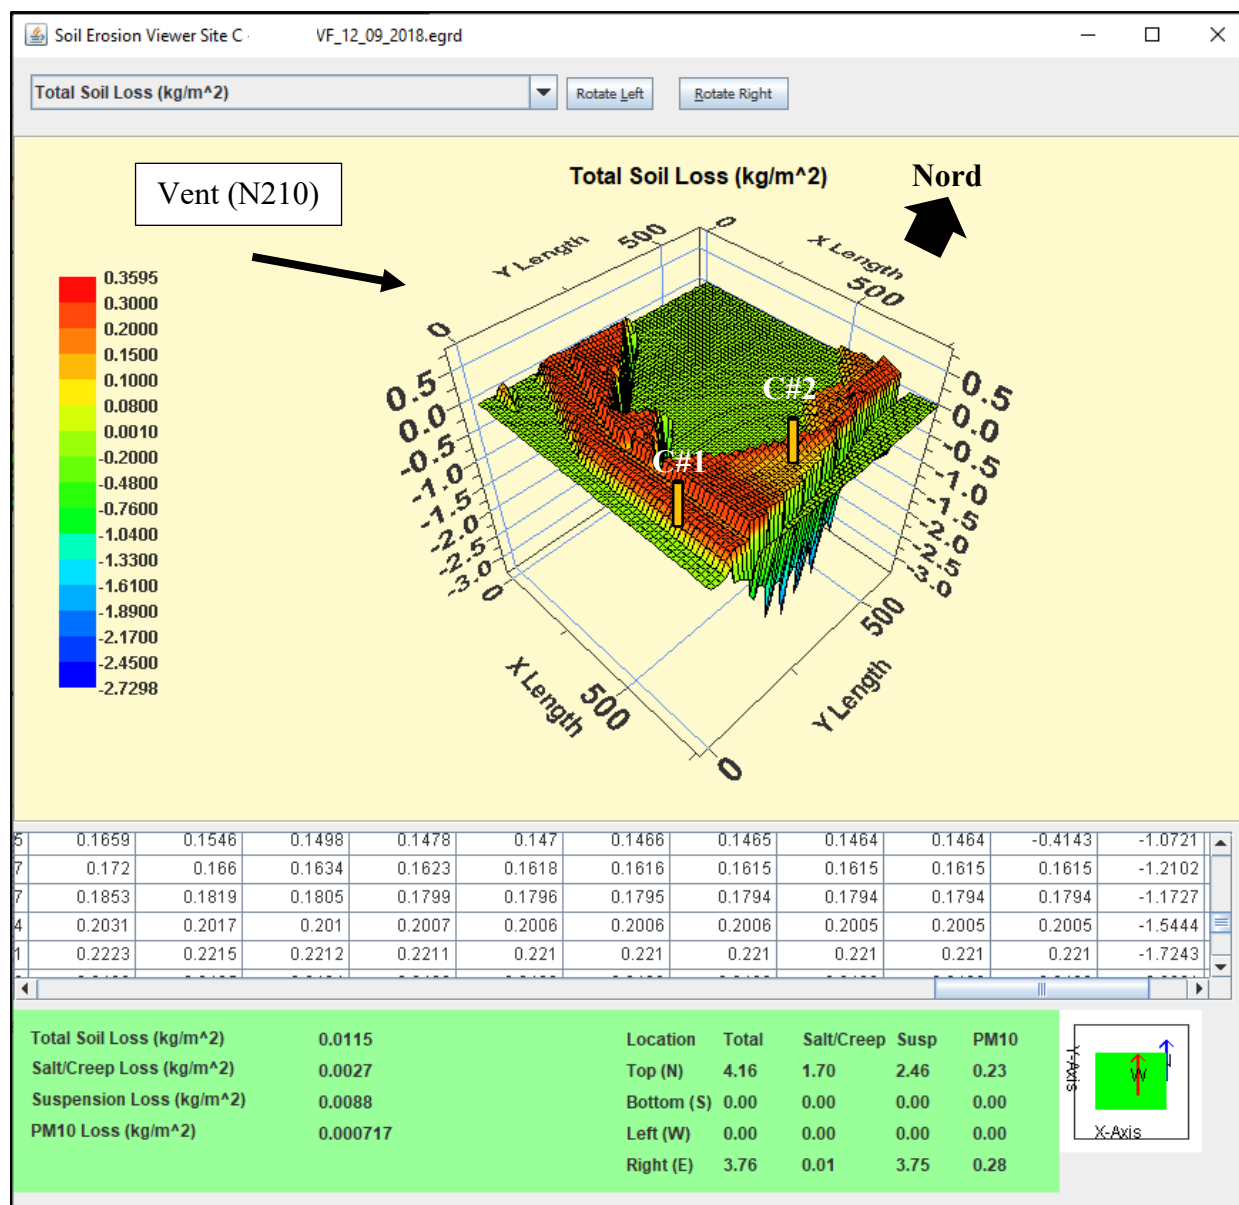 Soil Erosion Viewer Site C - VF_12_09_2018.egrd
Total Soil Loss (kg/m^2)
Rotate Left
Rotate Right
Vent (N210)
Total Soil Loss (kg/m^2)
Nord
0.3595
0.3000
0.2000
0.1500
0.1000
0.0800
0.0010
-0.2000
-0.4800
-0.7600
-1.0400
-1.3300
-1.6100
-1.8900
-2.1700
-2.4500
-2.7298
Y Length
500
0
X Length
500
0
0.5
0.0
-0.5
-1.0
-1.5
-2.0
-2.5
-3.0
0
C#2
C#1
0.5
0.0
-0.5
-1.0
-1.5
-2.0
-2.5
-3.0
X Length
500
500
Y Length
0
5 0.1659 0.1546 0.1498 0.1478 0.147 0.1466 0.1465 0.1464 0.1464 -0.4143 -1.0721
7 0.172 0.166 0.1634 0.1623 0.1618 0.1616 0.1615 0.1615 0.1615 0.1615 -1.2102
7 0.1853 0.1819 0.1805 0.1799 0.1796 0.1795 0.1794 0.1794 0.1794 0.1794 -1.1727
4 0.2031 0.2017 0.201 0.2007 0.2006 0.2006 0.2006 0.2005 0.2005 0.2005 -1.5444
1 0.2223 0.2215 0.2212 0.2211 0.221 0.221 0.221 0.221 0.221 0.221 -1.7243
Total Soil Loss (kg/m^2) 0.0115
Salt/Creep Loss (kg/m^2) 0.0027
Suspension Loss (kg/m^2) 0.0088
PM10 Loss (kg/m^2) 0.000717
Location Total Salt/Creep Susp PM10
Top (N) 4.16 1.70 2.46 0.23
Bottom (S) 0.00 0.00 0.00 0.00
Left (W) 0.00 0.00 0.00 0.00
Right (E) 3.76 0.01 3.75 0.28
Y-Axis
W
X-Axis